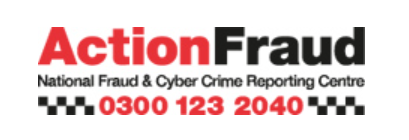 ActionFraud
National Fraud & Cyber Crime Reporting Centre
0300 123 2040